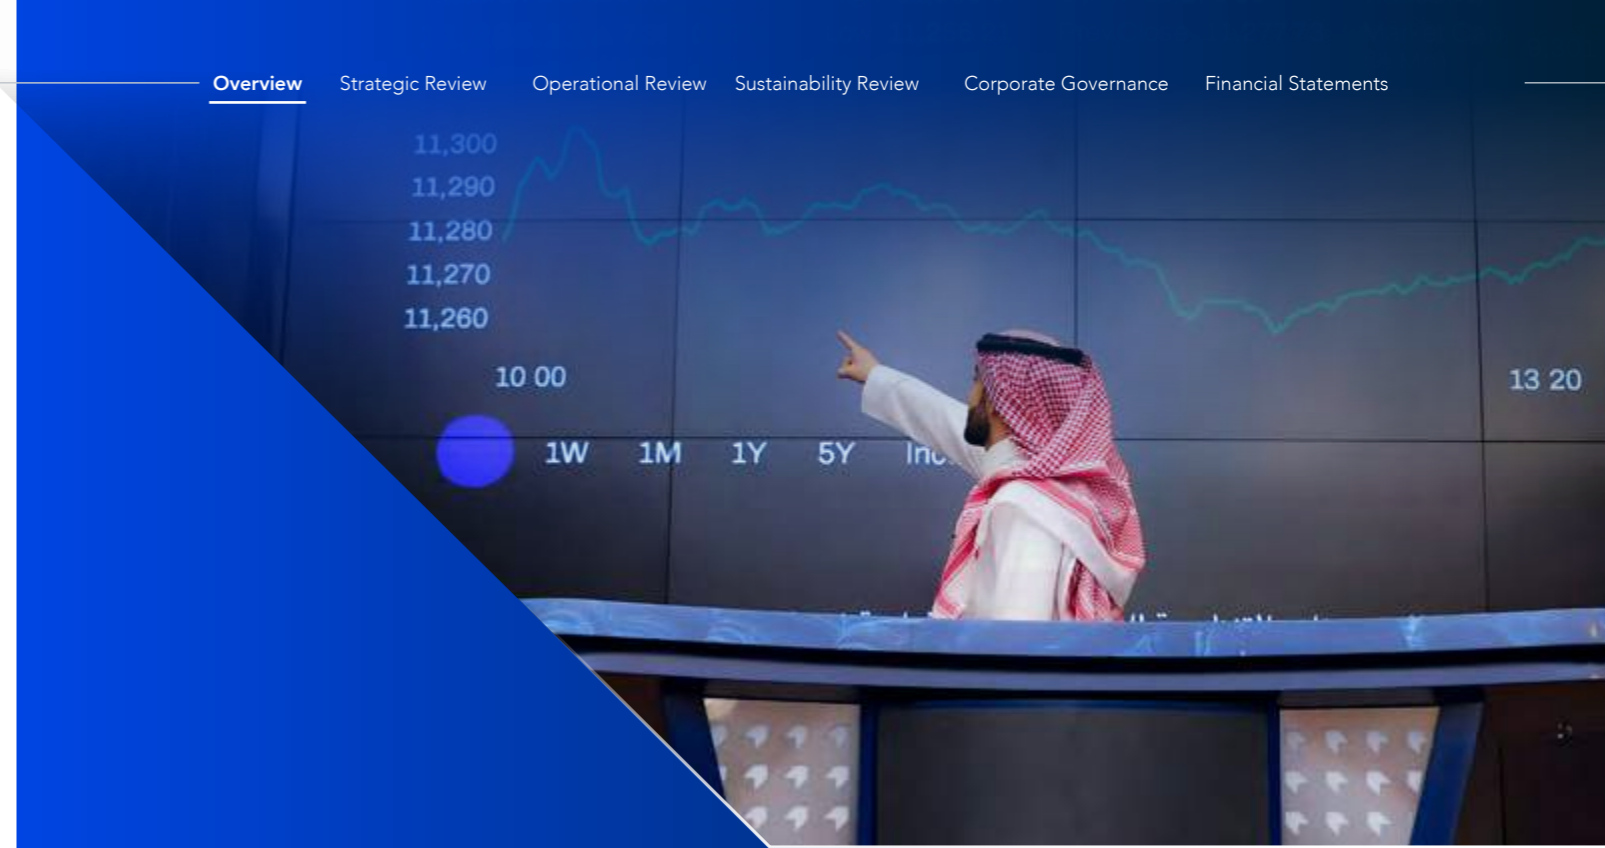 Overview Strategic Review Operational Review Sustainability Review Corporate Governance Financial Statements
11,300
11,290
11,280
11,270
11,260
10 00 13 20
1W 1M 1Y 5Y